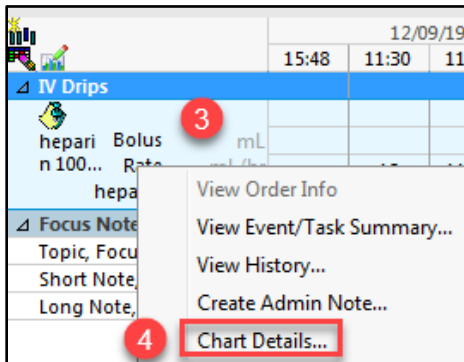 12/09/19
15:48 11:30 11
IV Drips
3
hepari Bolus mL
n 100... Rate
hepa
View Order Info
Focus Note
View Event/Task Summary...
Topic, Focu
View History...
Short Note,
Create Admin Note...
Long Note,
4 Chart Details...